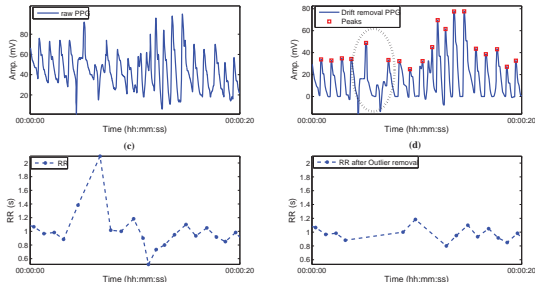 raw PPG
100
80
60
40
20
Amp. (mV)
00:00:00
00:00:20
Time (hh:mm:ss)
(c)
Drift removal PPG
Peaks
80
60
40
20
0
Amp. (mV)
00:00:00
00:00:20
Time (hh:mm:ss)
(d)
RR
2
1.8
1.6
1.4
1.2
1
0.8
0.6
RR (s)
00:00:00
00:00:20
Time (hh:mm:ss)
RR after Outlier removal
2
1.8
1.6
1.4
1.2
1
0.8
0.6
RR (s)
00:00:00
00:00:20
Time (hh:mm:ss)